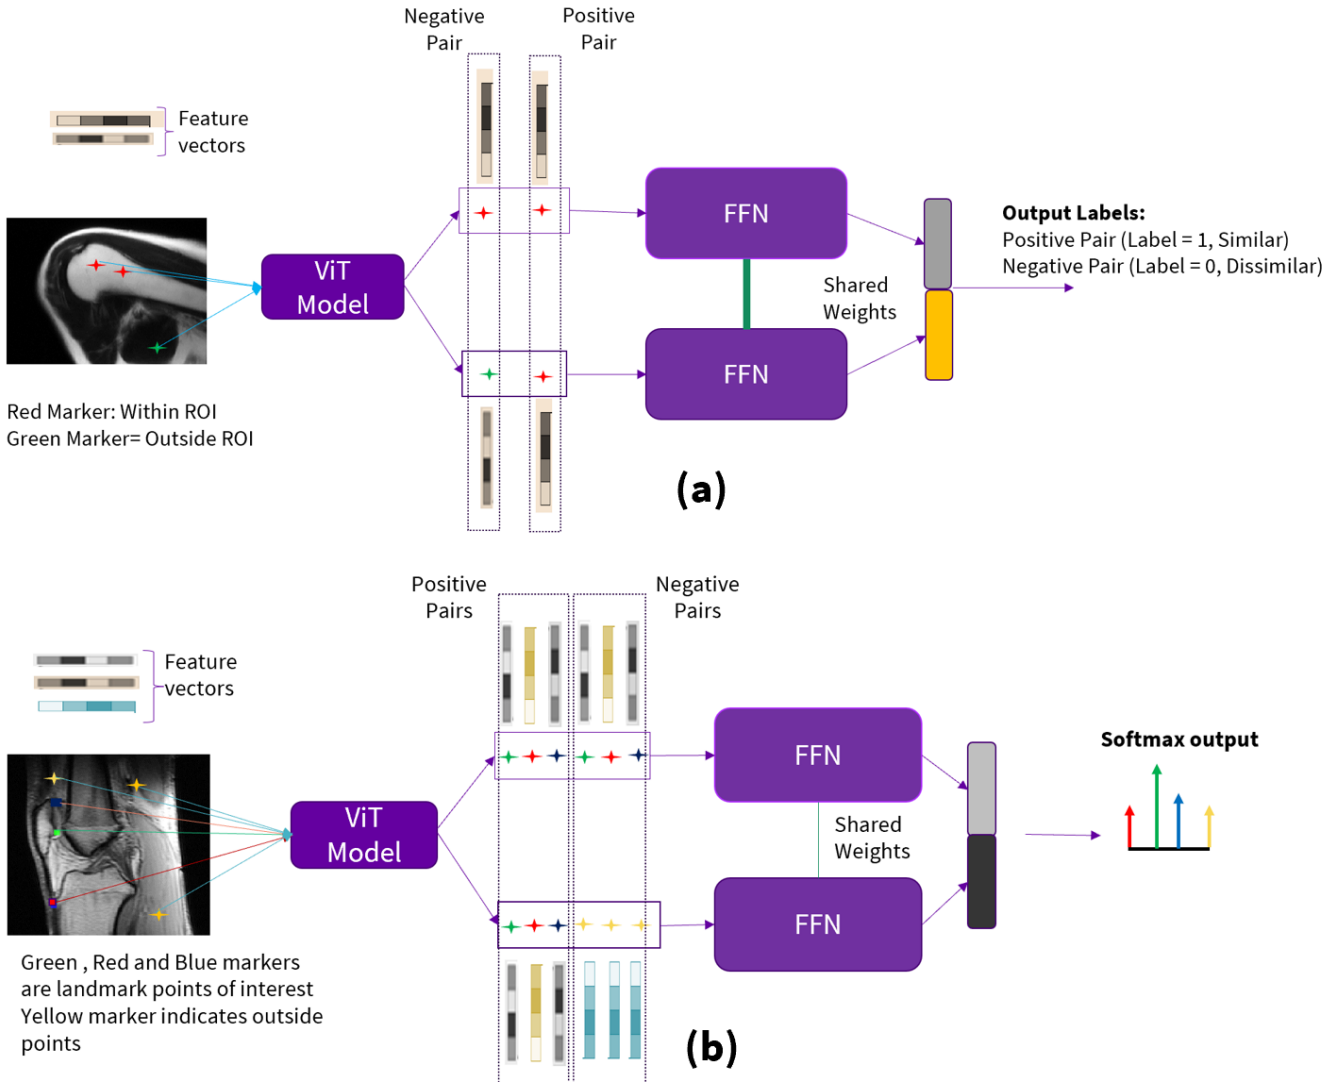 Negative
Pair
Positive
Pair
Feature
vectors
ViT
Model
FFN
FFN
Shared
Weights
Output Labels:
Positive Pair (Label = 1, Similar)
Negative Pair (Label = 0, Dissimilar)
Red Marker: Within ROI
Green Marker= Outside ROI
(a)
Positive
Pairs
Negative
Pairs
Feature
vectors
ViT
Model
FFN
FFN
Shared
Weights
Softmax output
Green , Red and Blue markers
are landmark points of interest
Yellow marker indicates outside
points
(b)